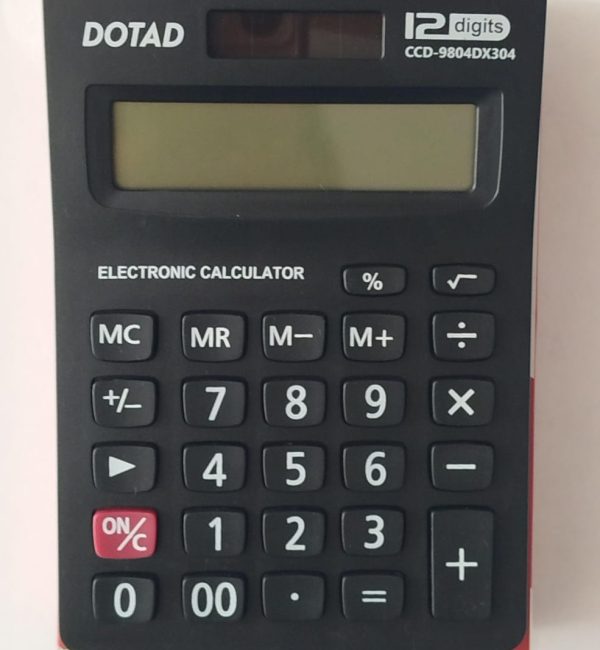 DOTAD
12 digits
CCD-9804DX304
ELECTRONIC CALCULATOR % √
MC MR M− M+ ÷
+/− 7 8 9 ×
▶ 4 5 6 −
ON/C 1 2 3 +
0 00 . =